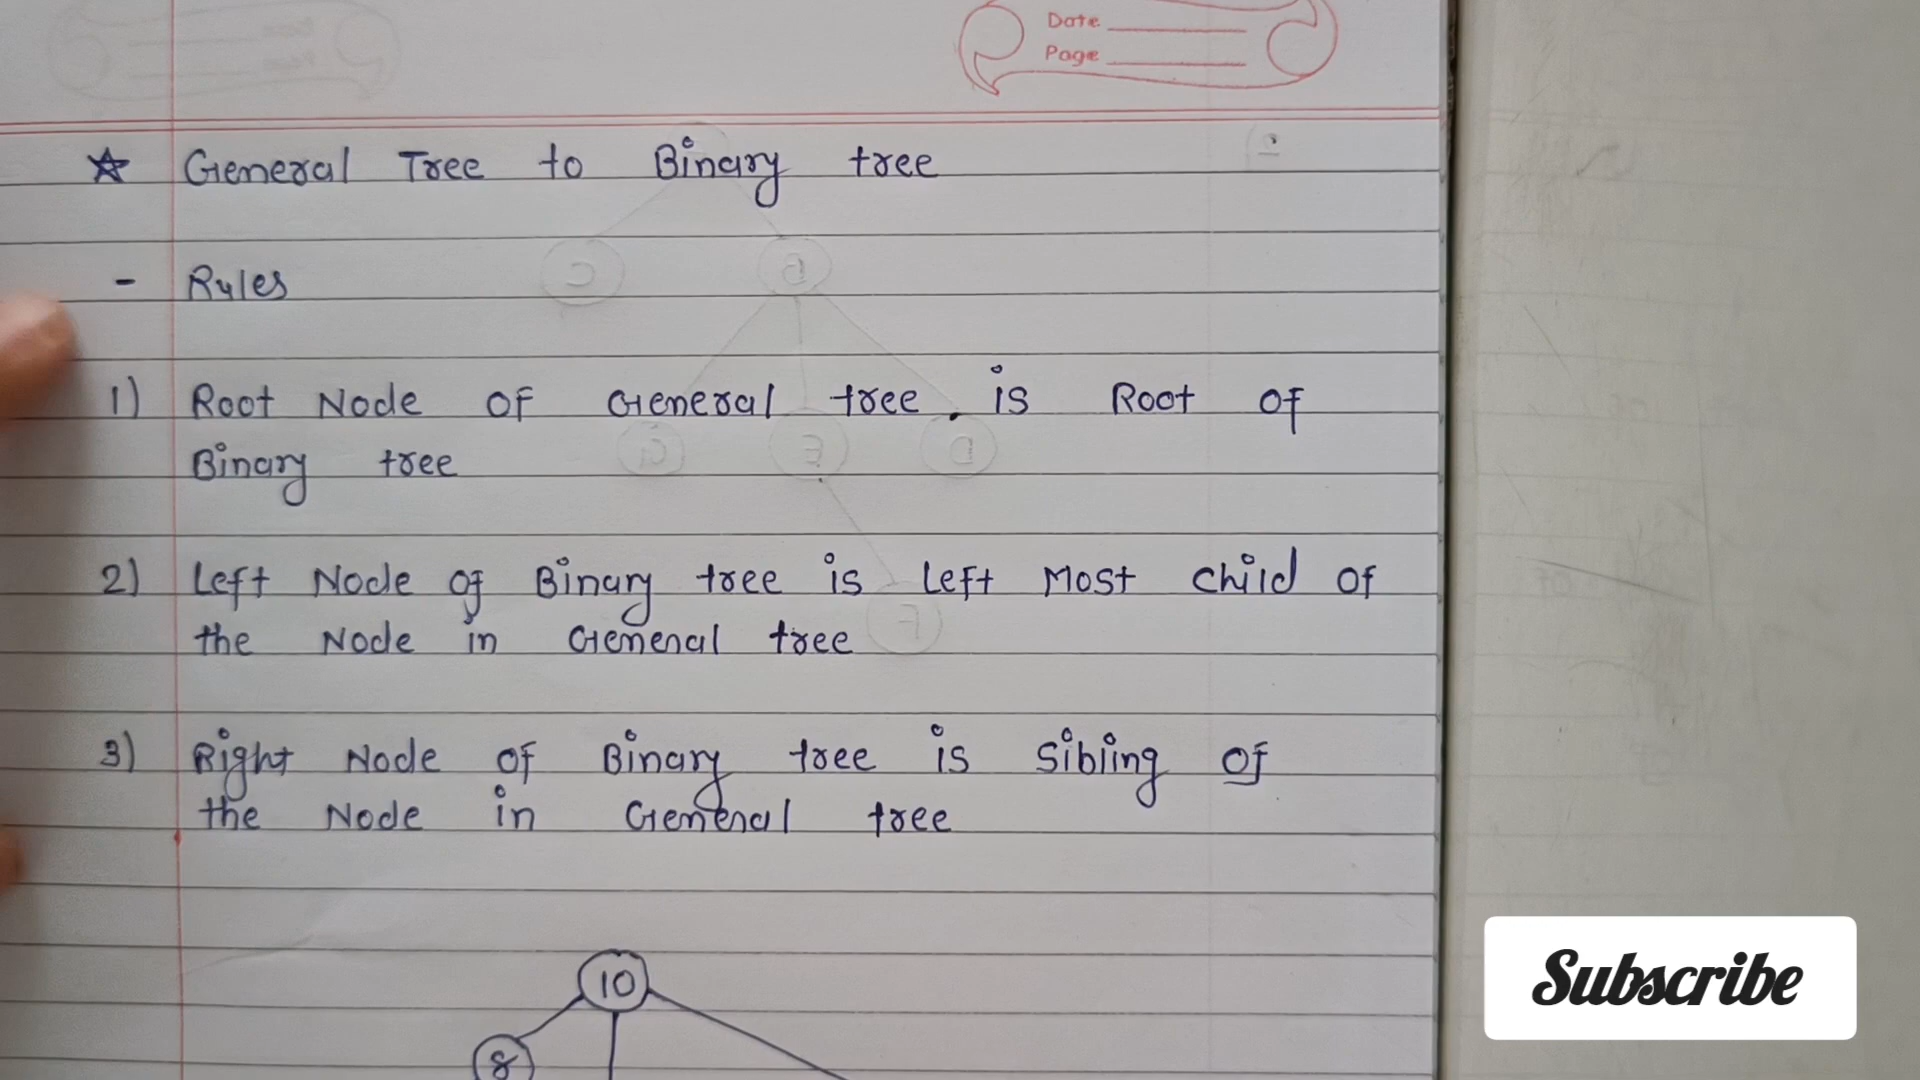 Date
Page
☆ General Tree to Binary tree
- Rules
1) Root Node of General tree. is Root of
Binary tree
2) Left Node of Binary tree is Left Most child of
the Node in General tree
3) Right Node of Binary tree is Sibling of
the Node in General tree
10
8
Subscribe